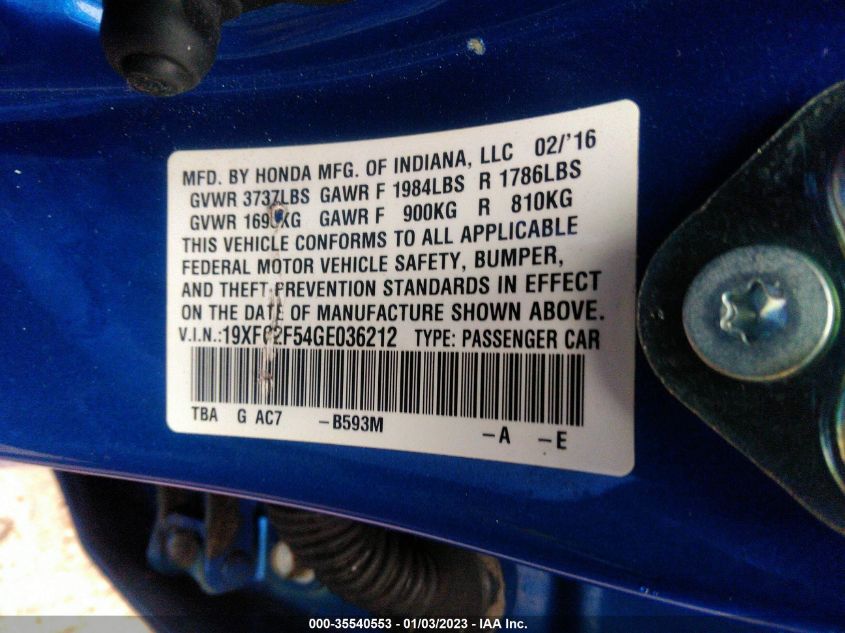 MFD. BY HONDA MFG. OF INDIANA, LLC 02/'16
GVWR 3737LBS GAWR F 1984LBS R 1786LBS
GVWR GAWR F 900KG R 810KG
THIS VEHICLE CONFORMS TO ALL APPLICABLE
FEDERAL MOTOR VEHICLE SAFETY, BUMPER,
AND THEFT PREVENTION STANDARDS IN EFFECT
ON THE DATE OF MANUFACTURE SHOWN ABOVE.
V.I.N.:19XFC2F54GE036212 TYPE: PASSENGER CAR
TBA G AC7 -B593M -A -E
000-35540553 — 01/03/2023 — IAA Inc.